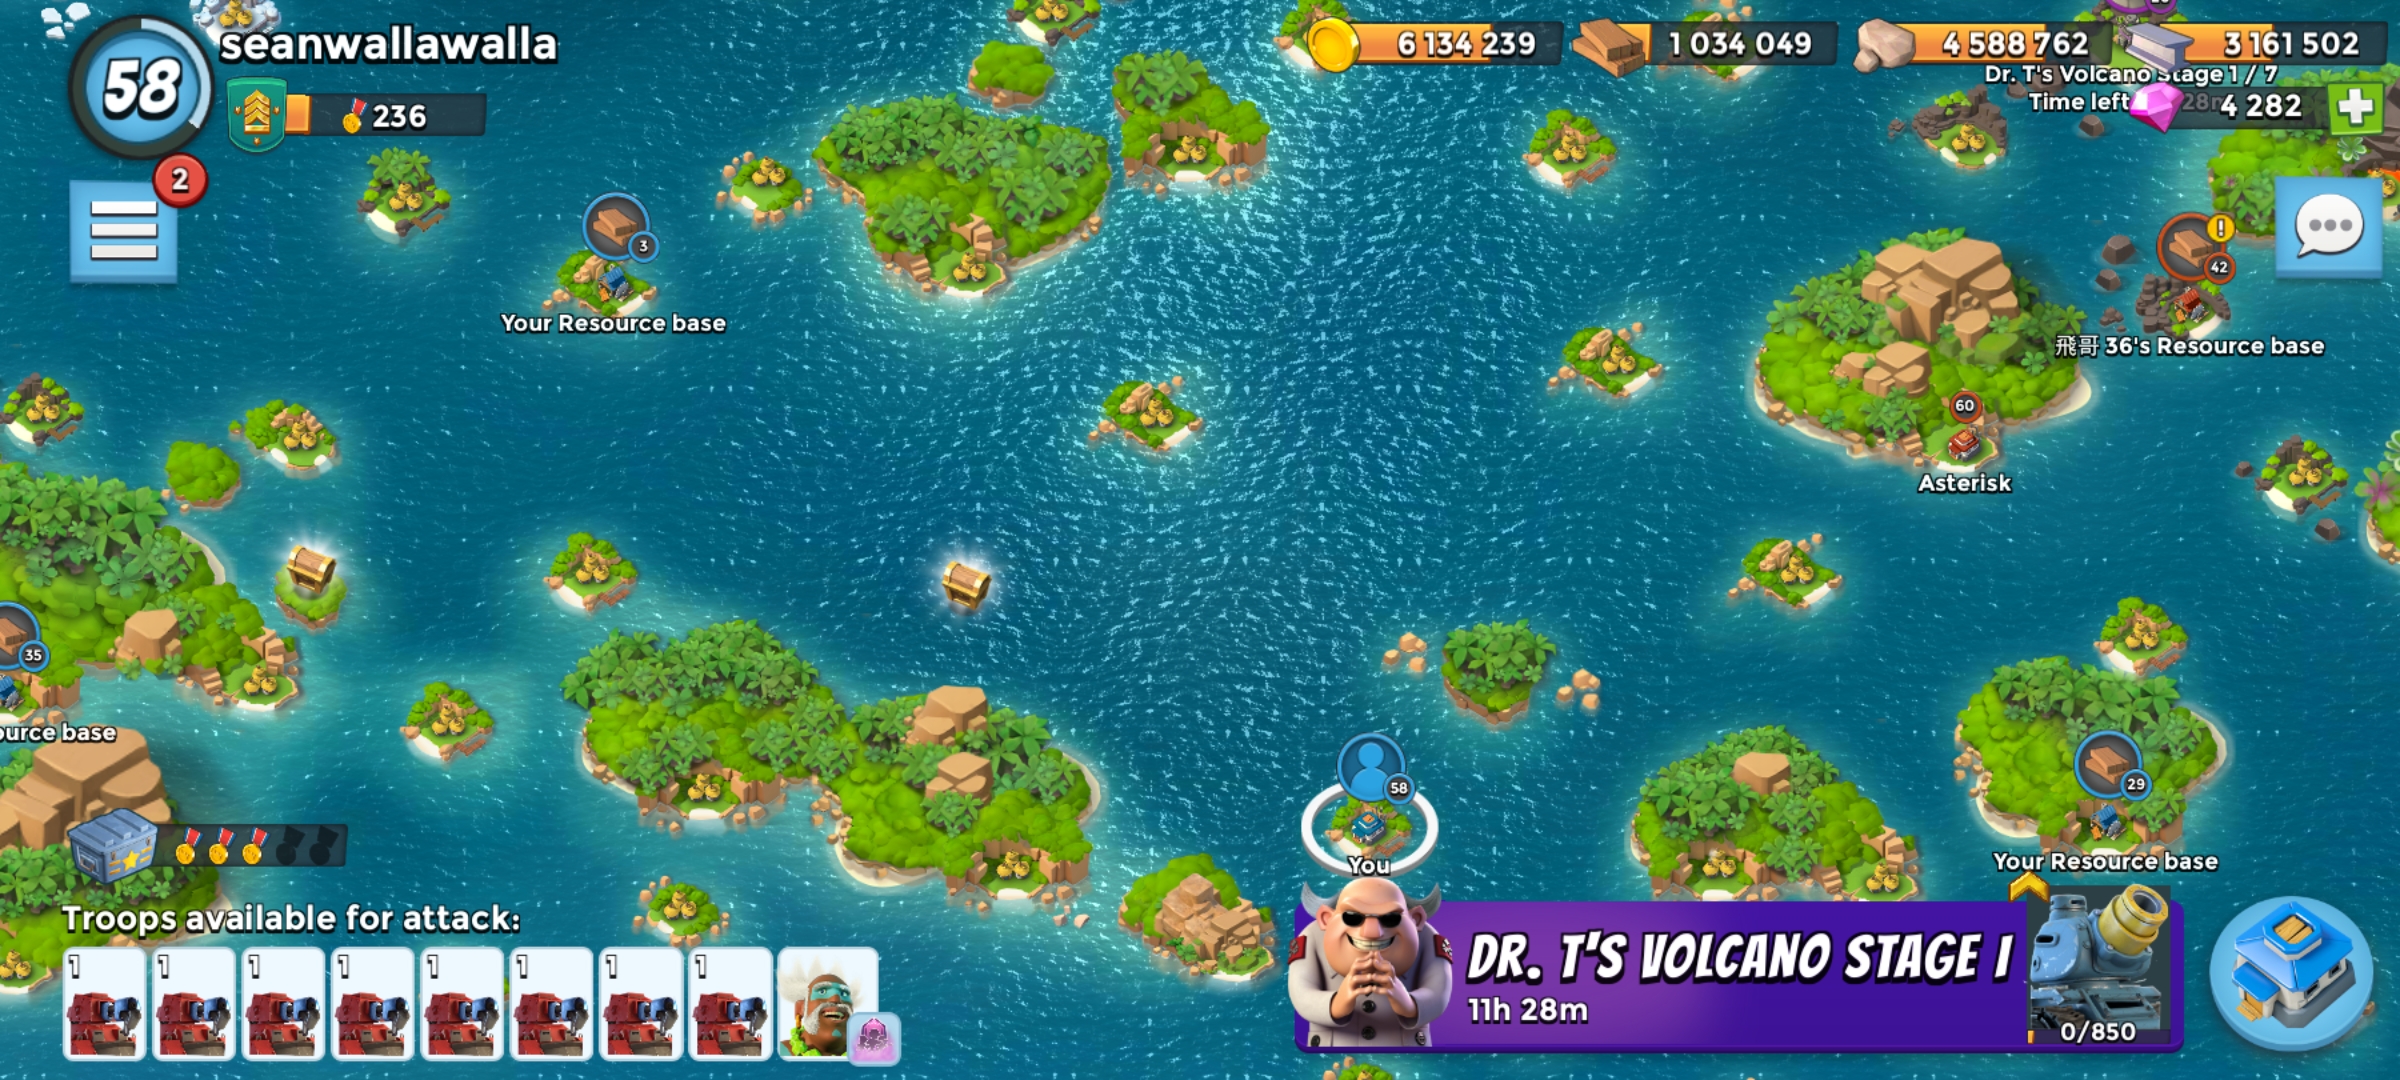 58
seanwallawalla
236
2
6 134 239
1 034 049
4 588 762
3 161 502
Dr. T's Volcano Stage 1 / 7
Time left
28m
4 282
3
Your Resource base
42
飛哥 36's Resource base
60
Asterisk
35
ource base
58
You
29
Your Resource base
Troops available for attack:
1 1 1 1 1 1 1 1
DR. T'S VOLCANO STAGE I
11h 28m
0/850